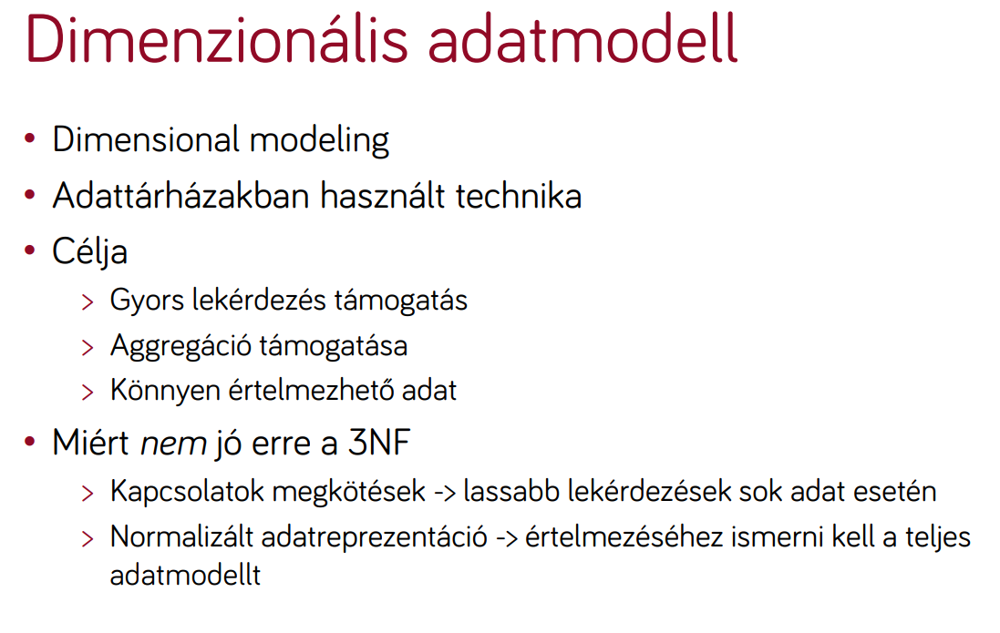 Dimenzionális adatmodell
• Dimensional modeling
• Adattárházakban használt technika
• Célja
> Gyors lekérdezés támogatás
> Aggregáció támogatása
> Könnyen értelmezhető adat
• Miért nem jó erre a 3NF
> Kapcsolatok megkötések -> lassabb lekérdezések sok adat esetén
> Normalizált adatreprezentáció -> értelmezéséhez ismerni kell a teljes
adatmodellt